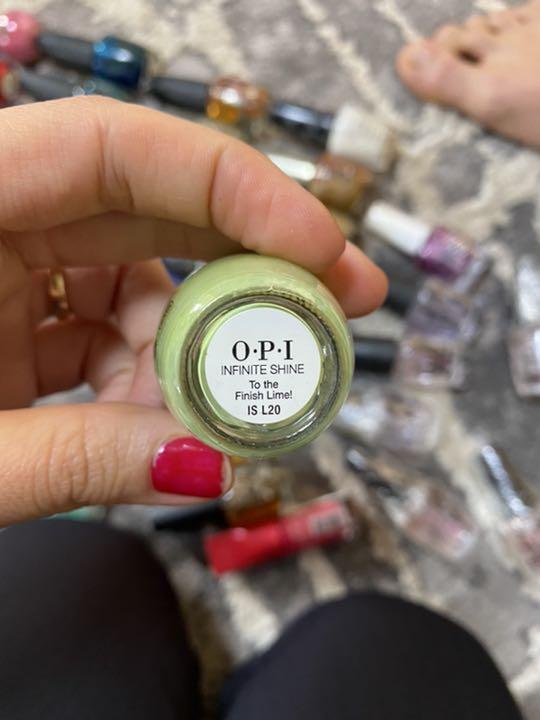 O·P·I
INFINITE SHINE
To the
Finish Lime!
IS L20